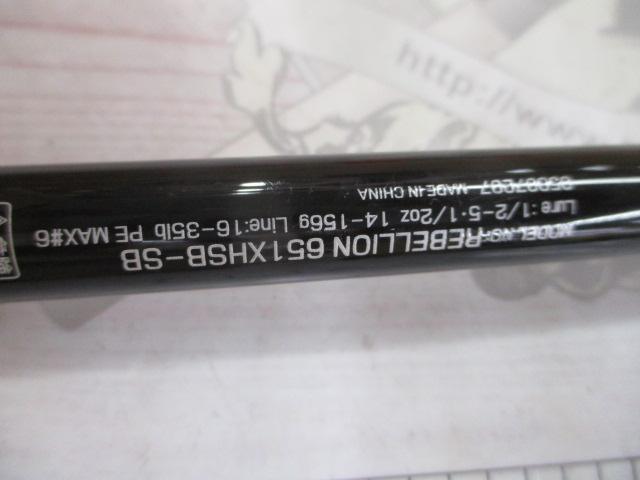 MODEL NO. REBELLION 651XHSB-SB
Lure:1/2-5·1/2oz 14-156g Line:16-35lb PE MAX#6
MADE IN CHINA
http://www